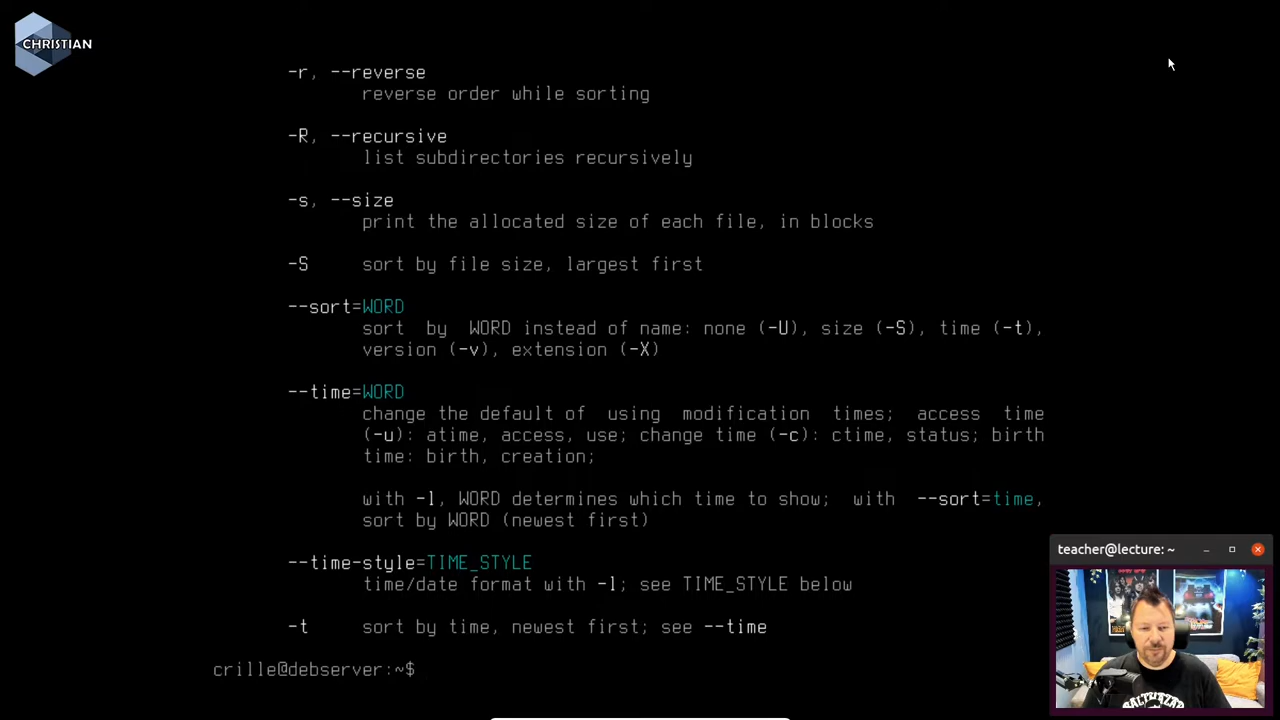 CHRISTIAN
-r, --reverse
reverse order while sorting
-R, --recursive
list subdirectories recursively
-s, --size
print the allocated size of each file, in blocks
-S sort by file size, largest first
--sort=WORD
sort by WORD instead of name: none (-U), size (-S), time (-t),
version (-v), extension (-X)
--time=WORD
change the default of using modification times; access time
(-u): atime, access, use; change time (-c): ctime, status; birth
time: birth, creation;
with -l, WORD determines which time to show; with --sort=time,
sort by WORD (newest first)
--time-style=TIME_STYLE
time/date format with -l; see TIME_STYLE below
-t sort by time, newest first; see --time
crille@debserver:~$
teacher@lecture: ~